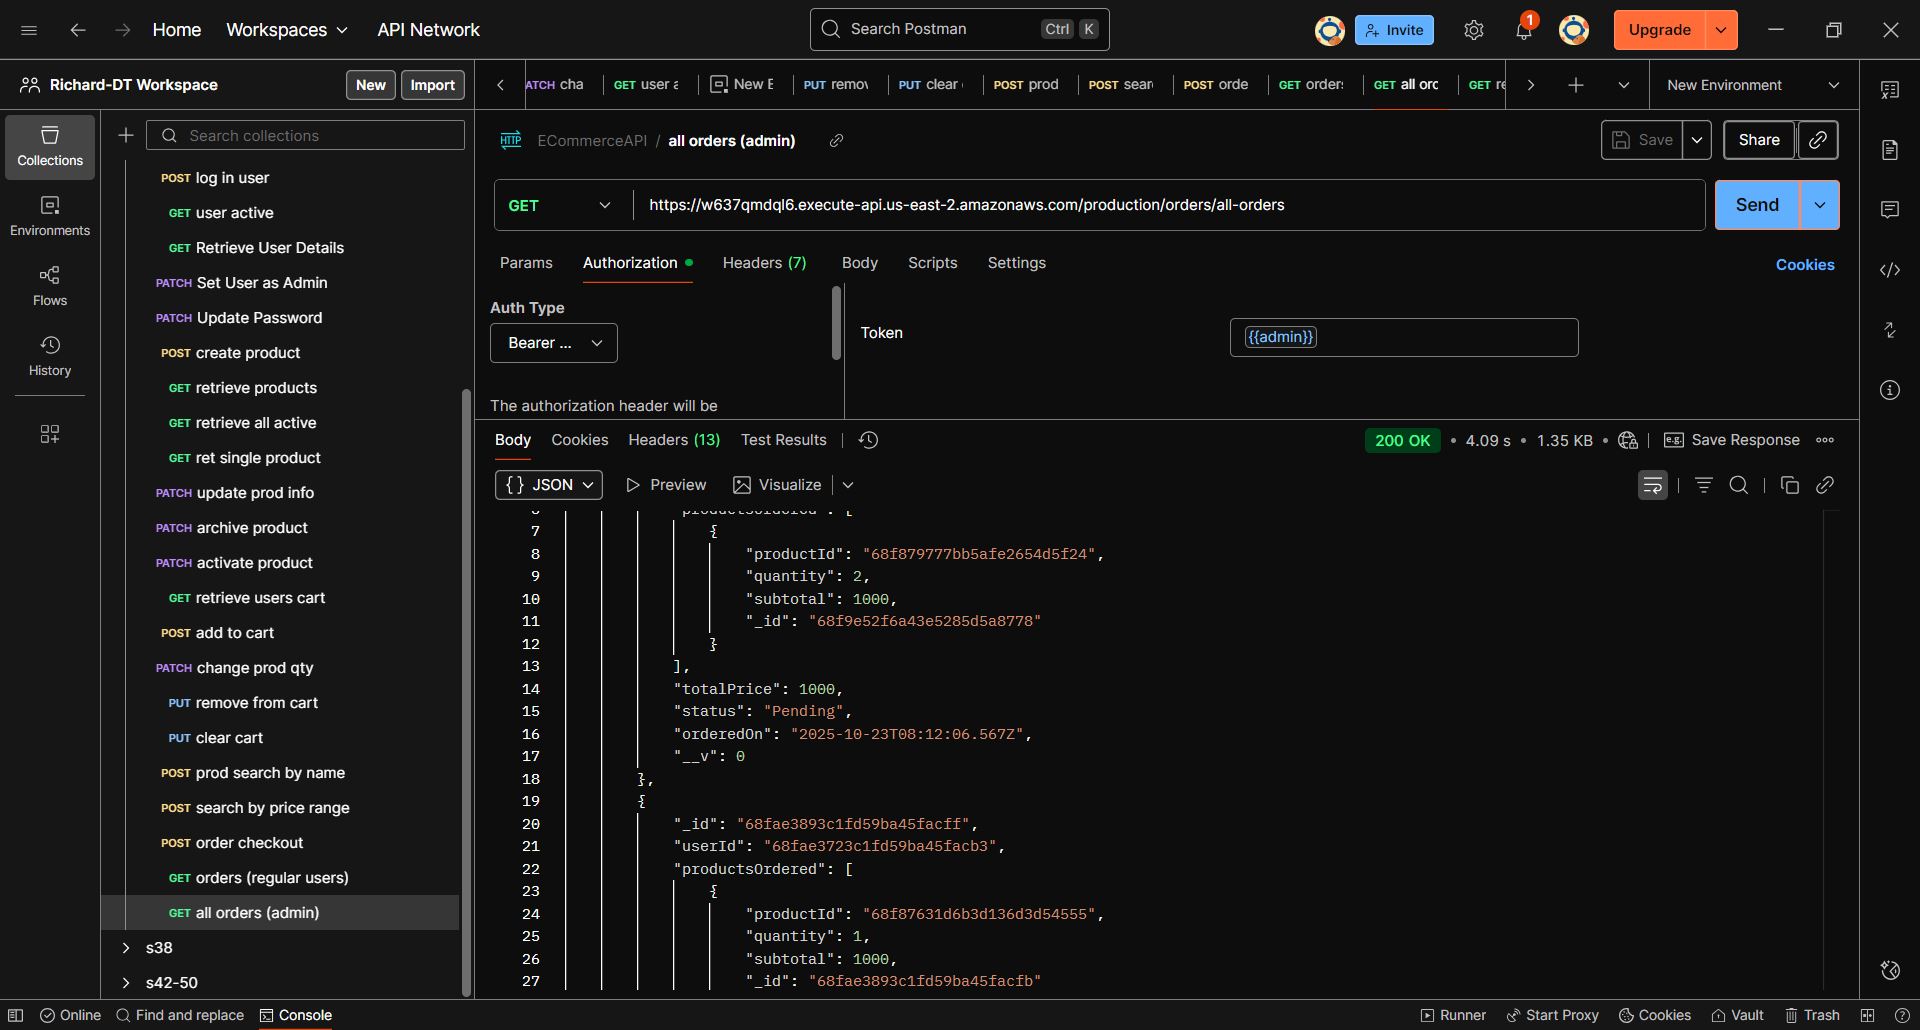 Home Workspaces API Network Search Postman Ctrl K Invite 1 Upgrade
Richard-DT Workspace New Import
ATCH cha GET user a New E PUT remov PUT clear POST prod POST sear POST orde GET order GET all orc GET re New Environment
Collections
Environments
Flows
History
Search collections
POST log in user
GET user active
GET Retrieve User Details
PATCH Set User as Admin
PATCH Update Password
POST create product
GET retrieve products
GET retrieve all active
GET ret single product
PATCH update prod info
PATCH archive product
PATCH activate product
GET retrieve users cart
POST add to cart
PATCH change prod qty
PUT remove from cart
PUT clear cart
POST prod search by name
POST search by price range
POST order checkout
GET orders (regular users)
GET all orders (admin)
s38
s42-50
HTTP ECommerceAPI / all orders (admin) Save Share
GET https://w637qmdql6.execute-api.us-east-2.amazonaws.com/production/orders/all-orders Send
Params Authorization Headers (7) Body Scripts Settings Cookies
Auth Type
Bearer ...
The authorization header will be
Token {{admin}}
Body Cookies Headers (13) Test Results 200 OK • 4.09 s • 1.35 KB • e.g. Save Response
{} JSON Preview Visualize
7 {
8 "productId": "68f879777bb5afe2654d5f24",
9 "quantity": 2,
10 "subtotal": 1000,
11 "_id": "68f9e52f6a43e5285d5a8778"
12 }
13 ],
14 "totalPrice": 1000,
15 "status": "Pending",
16 "orderedOn": "2025-10-23T08:12:06.567Z",
17 "__v": 0
18 },
19 {
20 "_id": "68fae3893c1fd59ba45facff",
21 "userId": "68fae3723c1fd59ba45facb3",
22 "productsOrdered": [
23 {
24 "productId": "68f87631d6b3d136d3d54555",
25 "quantity": 1,
26 "subtotal": 1000,
27 "_id": "68fae3893c1fd59ba45facfb"
Online Find and replace Console Runner Start Proxy Cookies Vault Trash